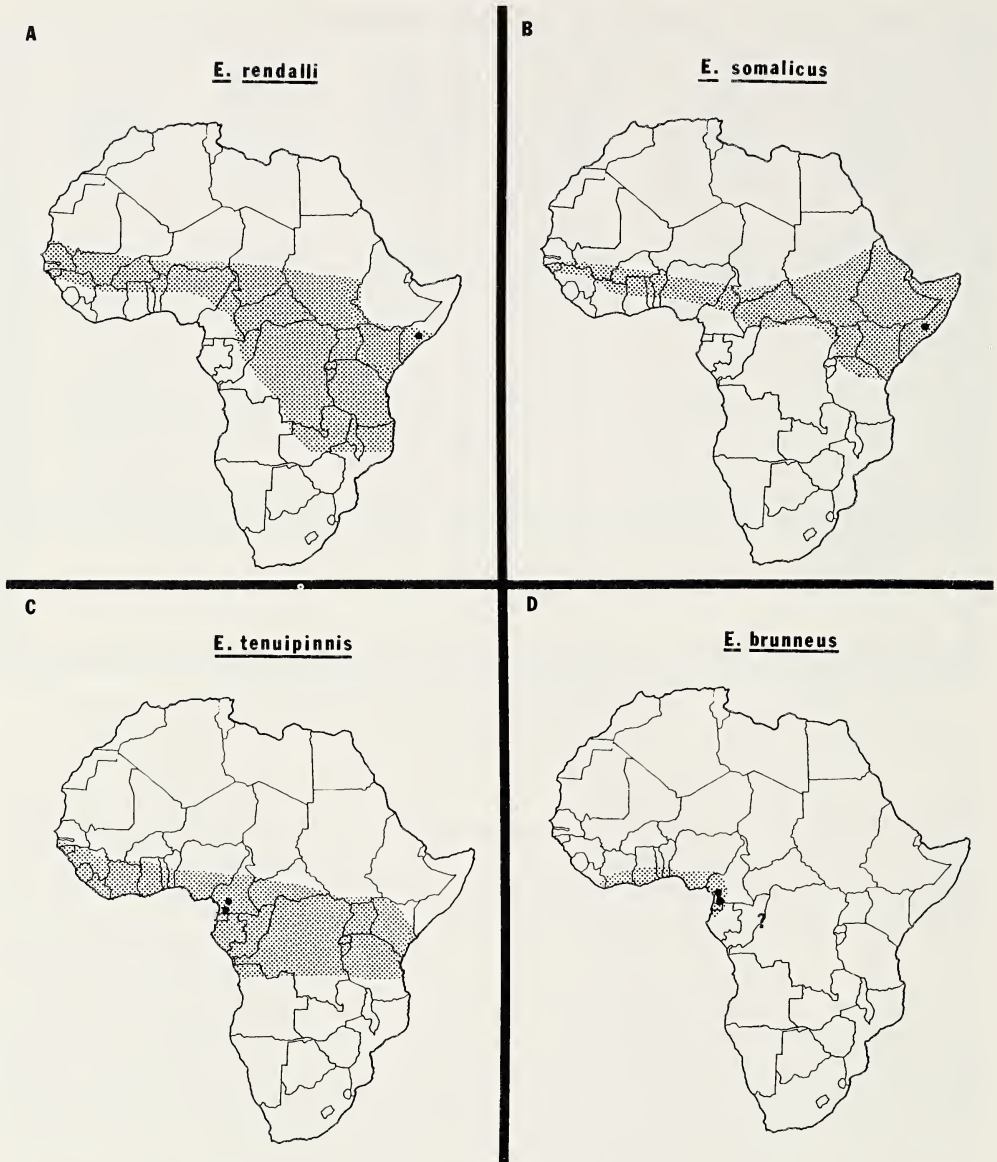 A
E. rendalli
B
E. somalicus
C
E. tenuipinnis
D
E. brunneus
?